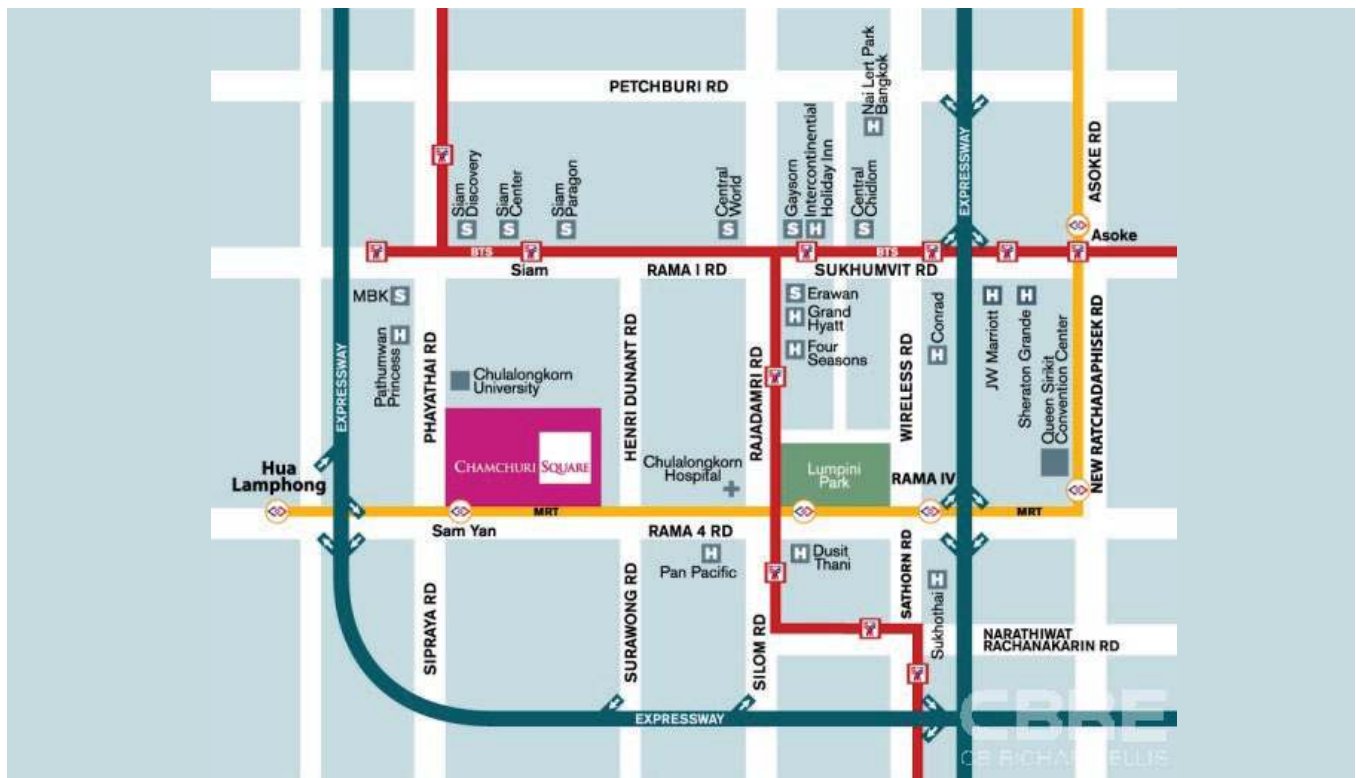 PETCHBURI RD
Nai Lert Park
Bangkok
H
EXPRESSWAY
ASOKE RD
Siam
Discovery
S
Siam
Center
S
Siam
Paragon
S
Central
World
S
Gaysorn
S
Intercontinential
Holiday Inn
H
Central
Chidlom
S
Asoke
BTS
BTS
Siam
RAMA I RD
SUKHUMVIT RD
MBK S
Pathumwan
Princess
H
EXPRESSWAY
PHAYATHAI RD
Chulalongkorn
University
HENRI DUNANT RD
RAJADAMRI RD
S Erawan
H Grand
Hyatt
H Four
Seasons
WIRELESS RD
Conrad
H
H
JW Marriott
H
Sheraton Grande
Queen Sirikit
Convention Center
NEW RATCHADAPHISEK RD
CHAMCHURI SQUARE
Chulalongkorn
Hospital
Lumpini
Park
RAMA IV
Hua
Lamphong
MRT
MRT
Sam Yan
RAMA 4 RD
H
Pan Pacific
H Dusit
Thani
SATHORN RD
H
Sukhothai
SIPRAYA RD
SURAWONG RD
SILOM RD
NARATHIWAT
RACHANAKARIN RD
EXPRESSWAY
CBRE
CB RICHARD ELLIS